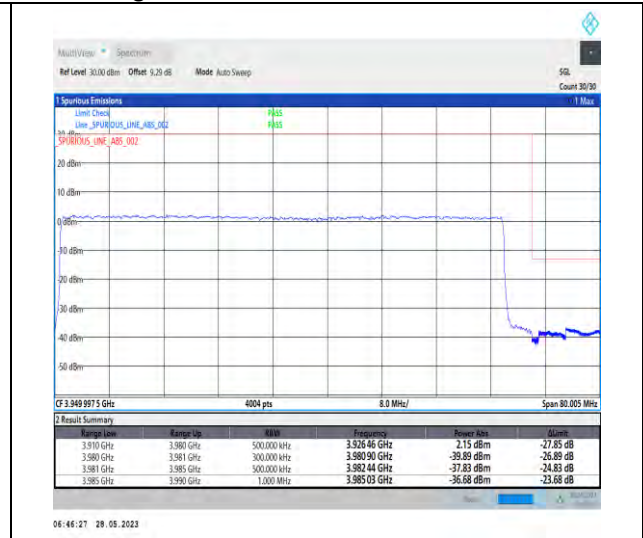 MultiView Spectrum
Ref Level 30.00 dBm Offset 9.29 dB Mode Auto Sweep SGL
Count 30/30
1 Spurious Emissions 1 Max
Limit Check PASS
Line _SPURIOUS_LINE_ABS_002 PASS
30 dBm
_SPURIOUS_LINE_ABS_002
20 dBm
10 dBm
0 dBm
-10 dBm
-20 dBm
-30 dBm
-40 dBm
-50 dBm
CF 3.949 997 5 GHz 4004 pts 8.0 MHz/ Span 80.005 MHz
2 Result Summary
Range Low Range Up RBW Frequency Power Abs ΔLimit
3.910 GHz 3.980 GHz 500.000 kHz 3.926 46 GHz 2.15 dBm -27.85 dB
3.980 GHz 3.981 GHz 300.000 kHz 3.980 90 GHz -39.89 dBm -26.89 dB
3.981 GHz 3.985 GHz 500.000 kHz 3.982 44 GHz -37.83 dBm -24.83 dB
3.985 GHz 3.990 GHz 1.000 MHz 3.985 03 GHz -36.68 dBm -23.68 dB
06:46:27 28.05.2023